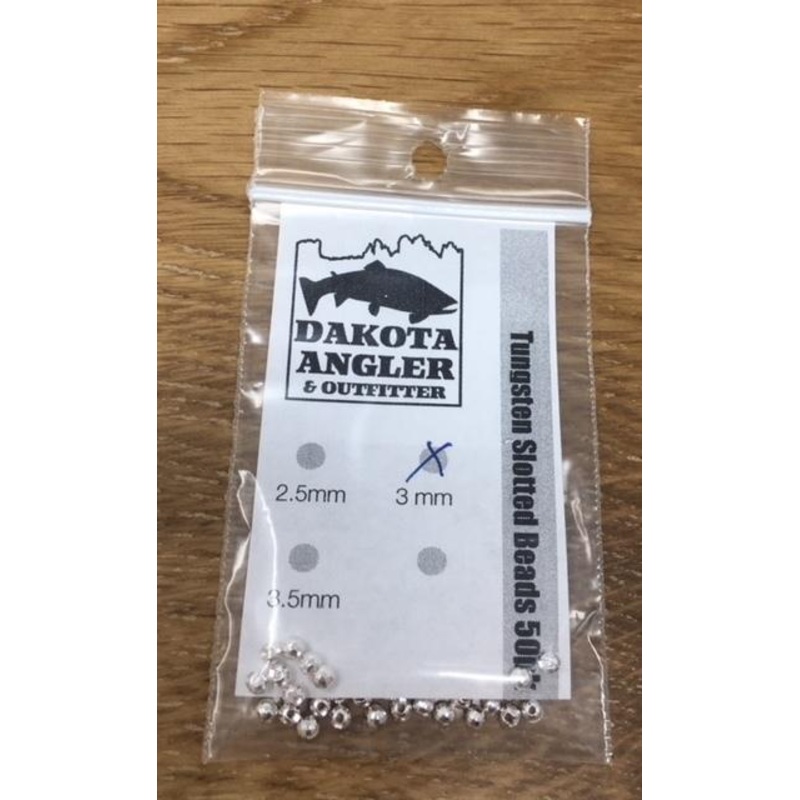 DAKOTA
ANGLER
& OUTFITTER
2.5mm
3 mm
3.5mm
Tungsten Slotted Beads